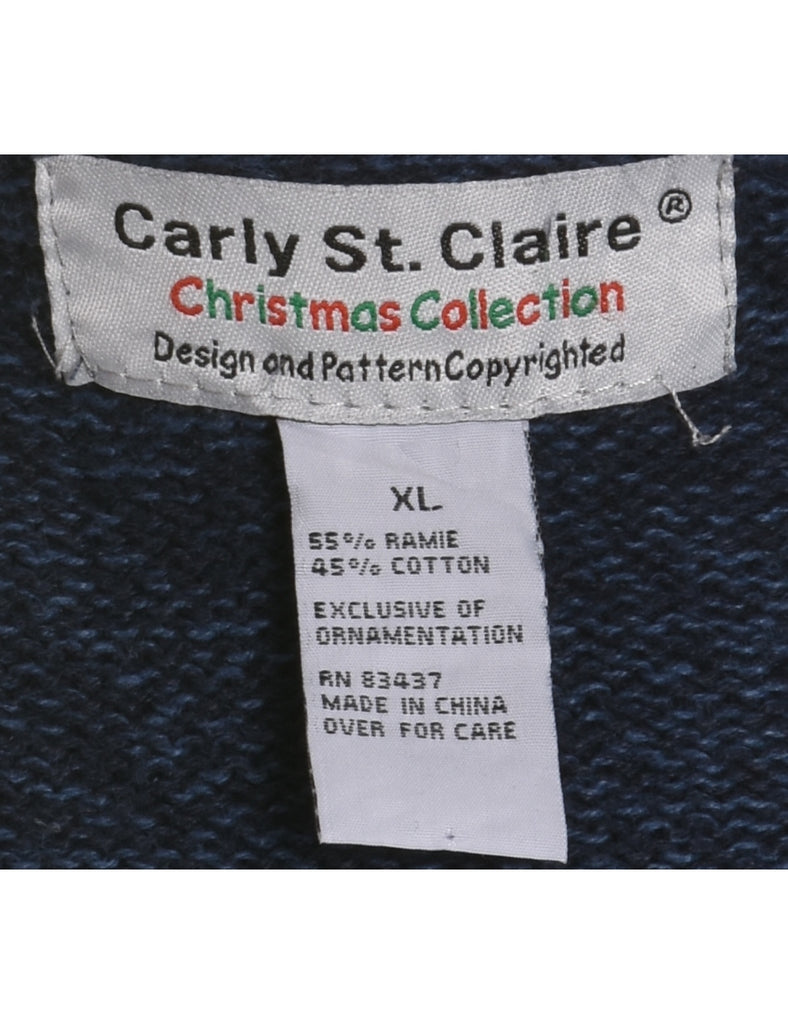 Carly St. Claire ®
Christmas Collection
Design and Pattern Copyrighted
XL
55% RAMIE
45% COTTON
EXCLUSIVE OF
ORNAMENTATION
RN 83437
MADE IN CHINA
OVER FOR CARE